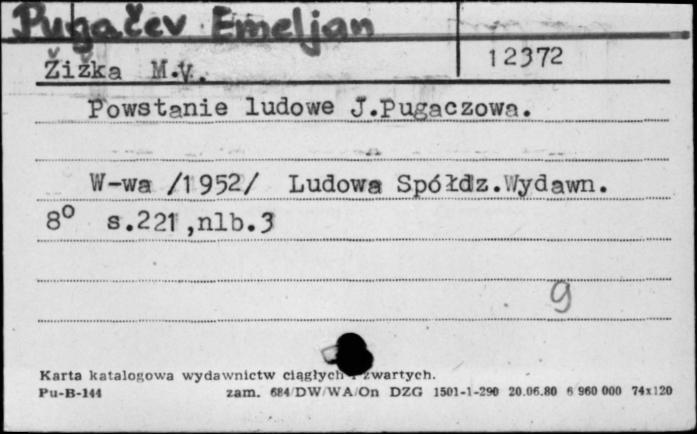 Pugačev Emeljan
Žižka M.V.
12372
Powstanie ludowe J.Pugaczowa.
W-wa /1952/ Ludowa Spółdz.Wydawn.
8° s.221,nlb.3
9
Karta katalogowa wydawnictw ciągłych i zwartych.
Pu-B-144 zam. 684/DW/WA/On DZG 1501-1-290 20.06.80 6 960 000 74x120